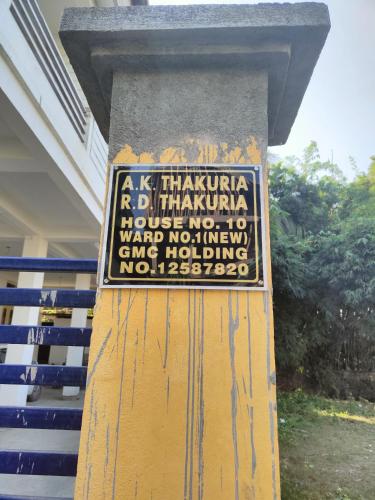 A.K. THAKURIA
R.D. THAKURIA
HOUSE NO. 10
WARD NO.1(NEW)
GMC HOLDING
NO.12587820